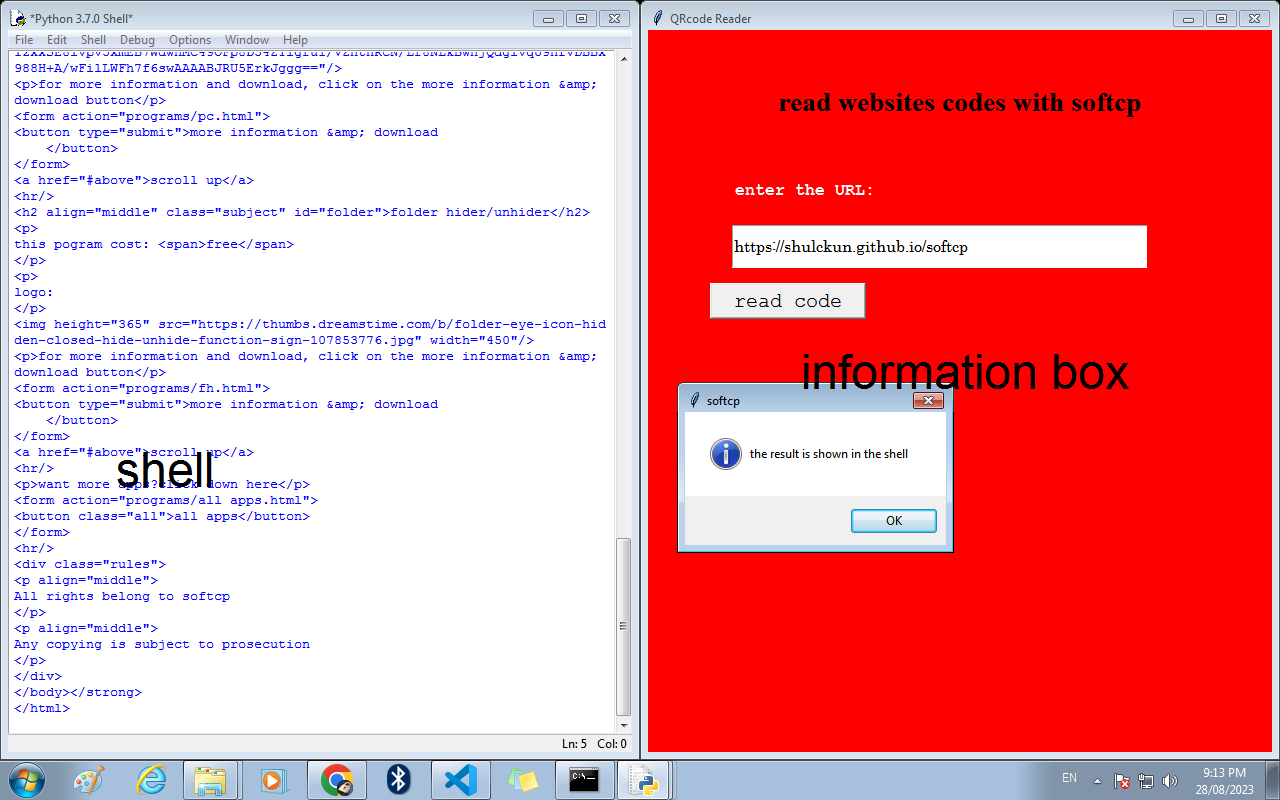 *Python 3.7.0 Shell*
File Edit Shell Debug Options Window Help
988H+A/wFilLWFh7f6swAAAABJRU5ErkJggg=="/>
<p>for more information and download, click on the more information &amp;
download button</p>
<form action="programs/pc.html">
<button type="submit">more information &amp; download
</button>
</form>
<a href="#above">scroll up</a>
<hr/>
<h2 align="middle" class="subject" id="folder">folder hider/unhider</h2>
<p>
this pogram cost: <span>free</span>
</p>
<p>
logo:
</p>
<img height="365" src="https://thumbs.dreamstime.com/b/folder-eye-icon-hid
den-closed-hide-unhide-function-sign-107853776.jpg" width="450"/>
<p>for more information and download, click on the more information &amp;
download button</p>
<form action="programs/fh.html">
<button type="submit">more information &amp; download
</button>
</form>
<a href="#above">scroll up</a>
<hr/>
<p>want more apps?click down here</p>
<form action="programs/all apps.html">
<button class="all">all apps</button>
</form>
<hr/>
<div class="rules">
<p align="middle">
All rights belong to softcp
</p>
<p align="middle">
Any copying is subject to prosecution
</p>
</div>
</body></strong>
</html>
shell
Ln: 5 Col: 0
QRcode Reader
read websites codes with softcp
enter the URL:
https://shulckun.github.io/softcp
read code
information box
softcp
the result is shown in the shell
OK
EN
9:13 PM
28/08/2023